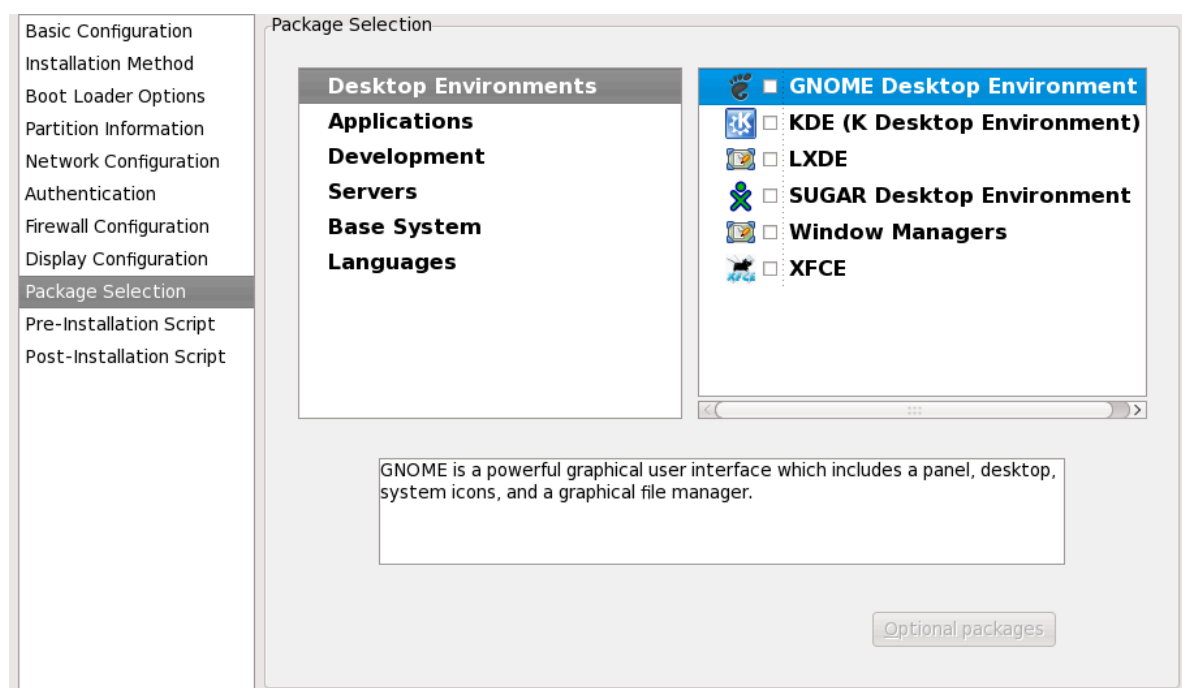 Basic Configuration
Installation Method
Boot Loader Options
Partition Information
Network Configuration
Authentication
Firewall Configuration
Display Configuration
Package Selection
Pre-Installation Script
Post-Installation Script
Package Selection
Desktop Environments
Applications
Development
Servers
Base System
Languages
GNOME Desktop Environment
KDE (K Desktop Environment)
LXDE
SUGAR Desktop Environment
Window Managers
XFCE
GNOME is a powerful graphical user interface which includes a panel, desktop,
system icons, and a graphical file manager.
Optional packages